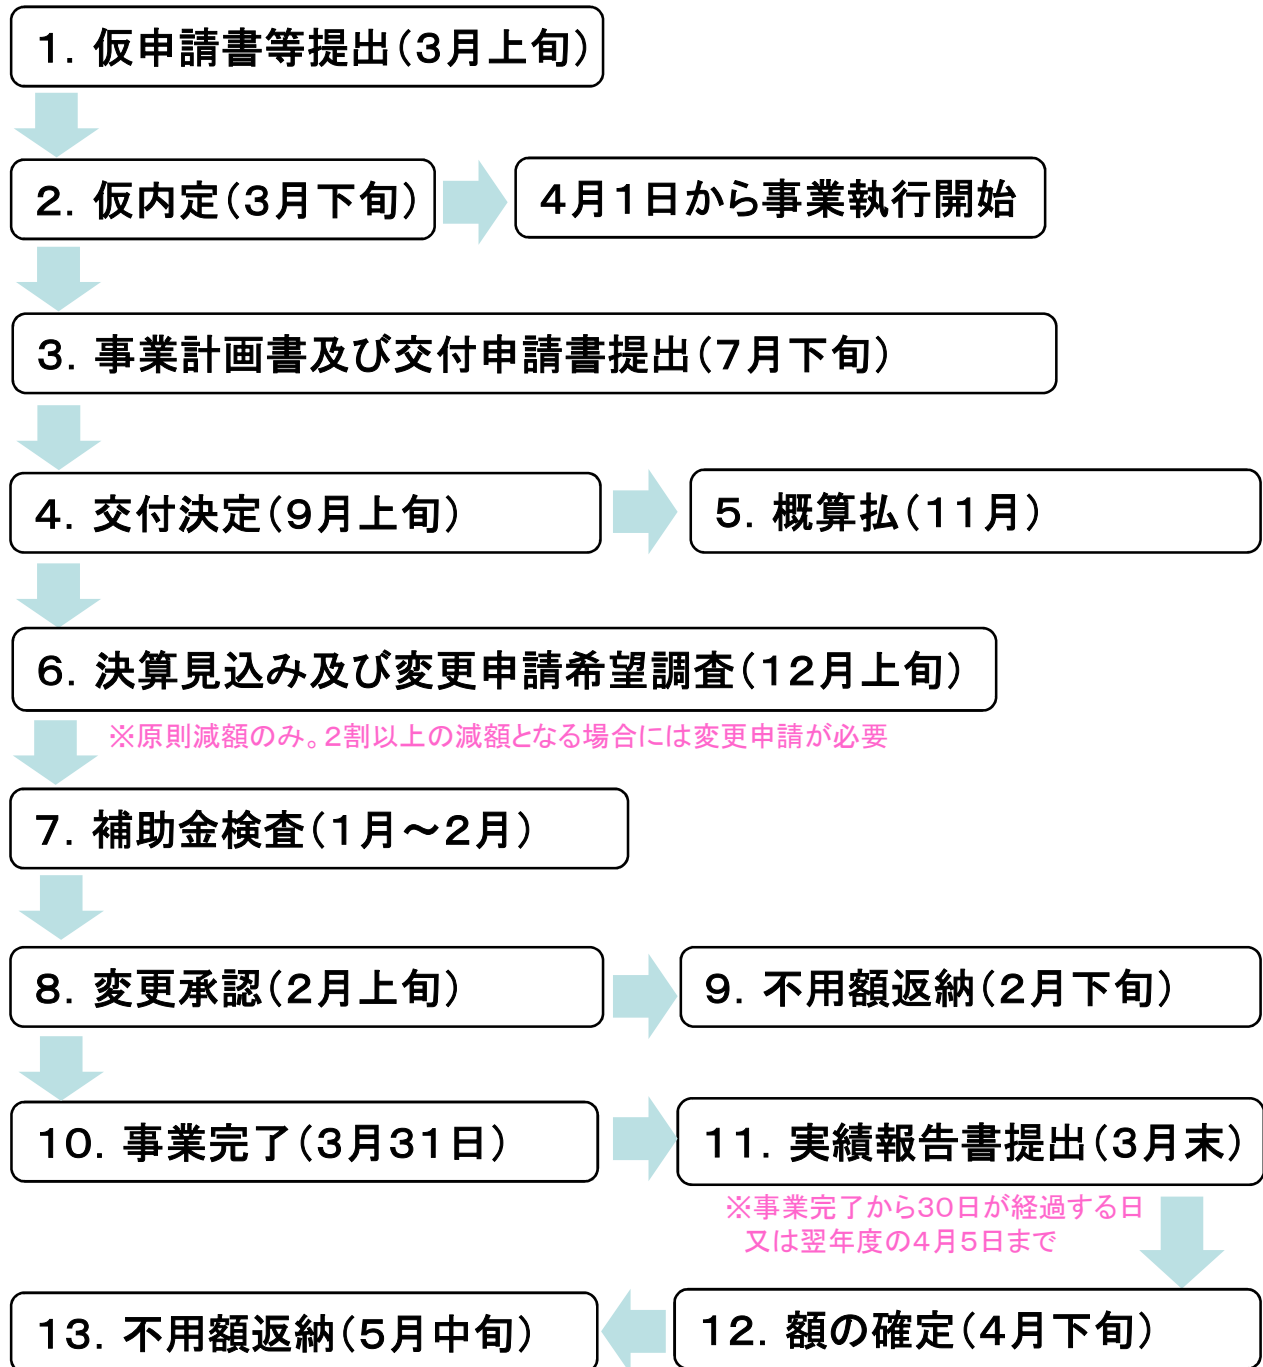 １．仮申請書等提出（３月上旬）
２．仮内定（３月下旬）
４月１日から事業執行開始
３．事業計画書及び交付申請書提出（７月下旬）
４．交付決定（９月上旬）
５．概算払（１１月）
６．決算見込み及び変更申請希望調査（１２月上旬）
※原則減額のみ。２割以上の減額となる場合には変更申請が必要
７．補助金検査（１月～２月）
８．変更承認（２月上旬）
９．不用額返納（２月下旬）
１０．事業完了（３月３１日）
１１．実績報告書提出（３月末）
※事業完了から３０日が経過する日
又は翌年度の４月５日まで
１３．不用額返納（５月中旬）
１２．額の確定（４月下旬）